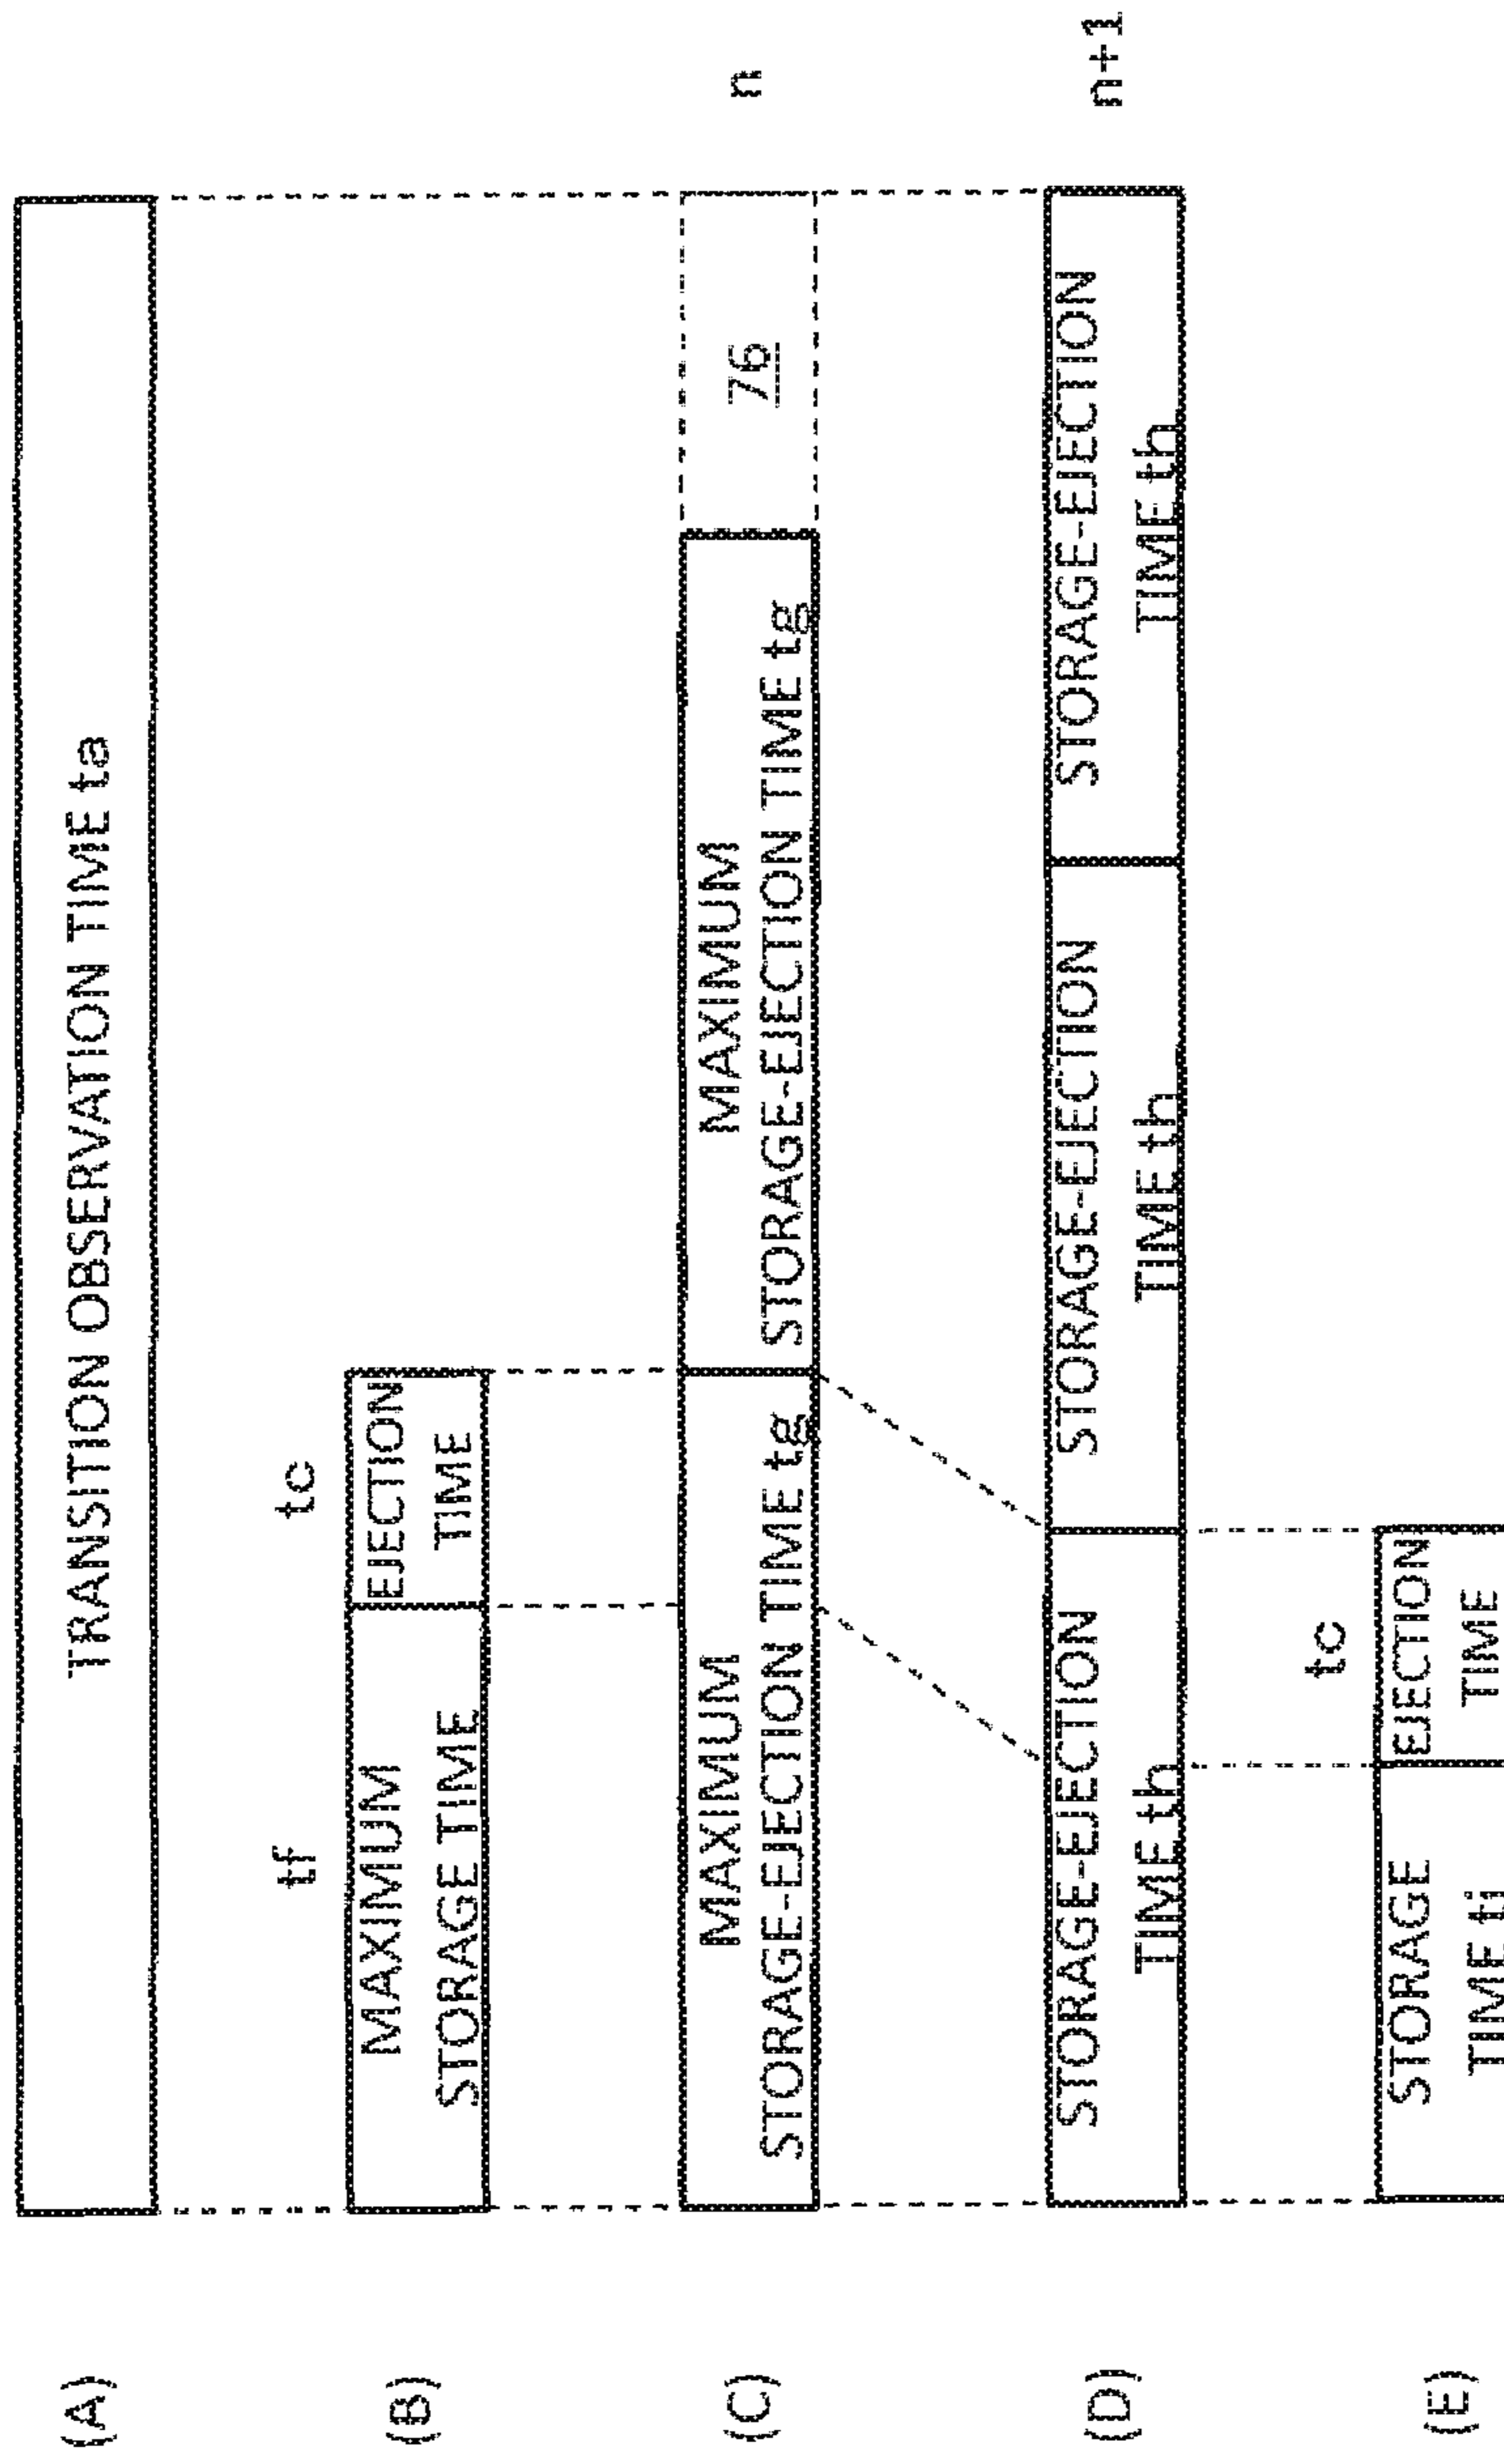 (A)
TRANSITION OBSERVATION TIME ta
tf
tc
(B)
MAXIMUM
STORAGE TIME
EJECTION
TIME
(C)
MAXIMUM
STORAGE-EJECTION TIME tg
MAXIMUM
STORAGE-EJECTION TIME tg
76
n
(D)
STORAGE-EJECTION
TIME th
STORAGE-EJECTION
TIME th
STORAGE-EJECTION
TIME th
n+1
tc
(E)
STORAGE
TIME ti
EJECTION
TIME